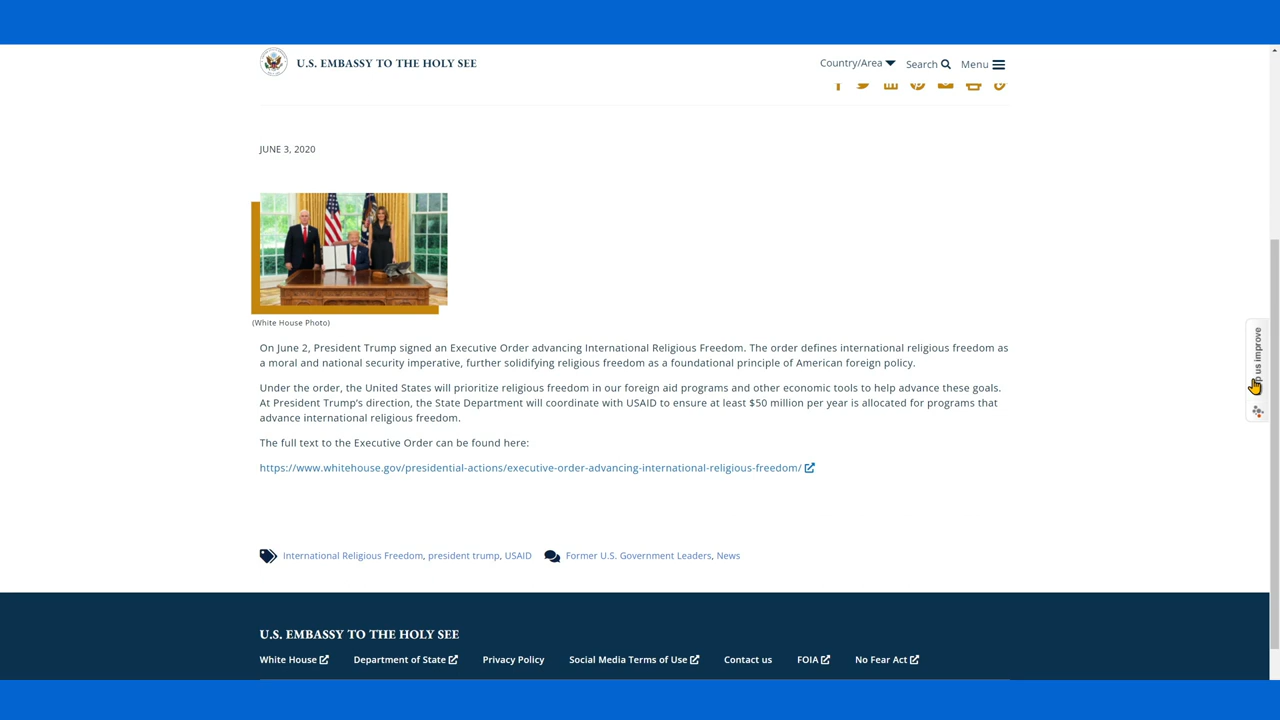 U.S. EMBASSY TO THE HOLY SEE
Country/Area Search Menu
JUNE 3, 2020
(White House Photo)
On June 2, President Trump signed an Executive Order advancing International Religious Freedom. The order defines international religious freedom as
a moral and national security imperative, further solidifying religious freedom as a foundational principle of American foreign policy.
Under the order, the United States will prioritize religious freedom in our foreign aid programs and other economic tools to help advance these goals.
At President Trump’s direction, the State Department will coordinate with USAID to ensure at least $50 million per year is allocated for programs that
advance international religious freedom.
The full text to the Executive Order can be found here:
https://www.whitehouse.gov/presidential-actions/executive-order-advancing-international-religious-freedom/
International Religious Freedom, president trump, USAID Former U.S. Government Leaders, News
us improve
U.S. EMBASSY TO THE HOLY SEE
White House Department of State Privacy Policy Social Media Terms of Use Contact us FOIA No Fear Act